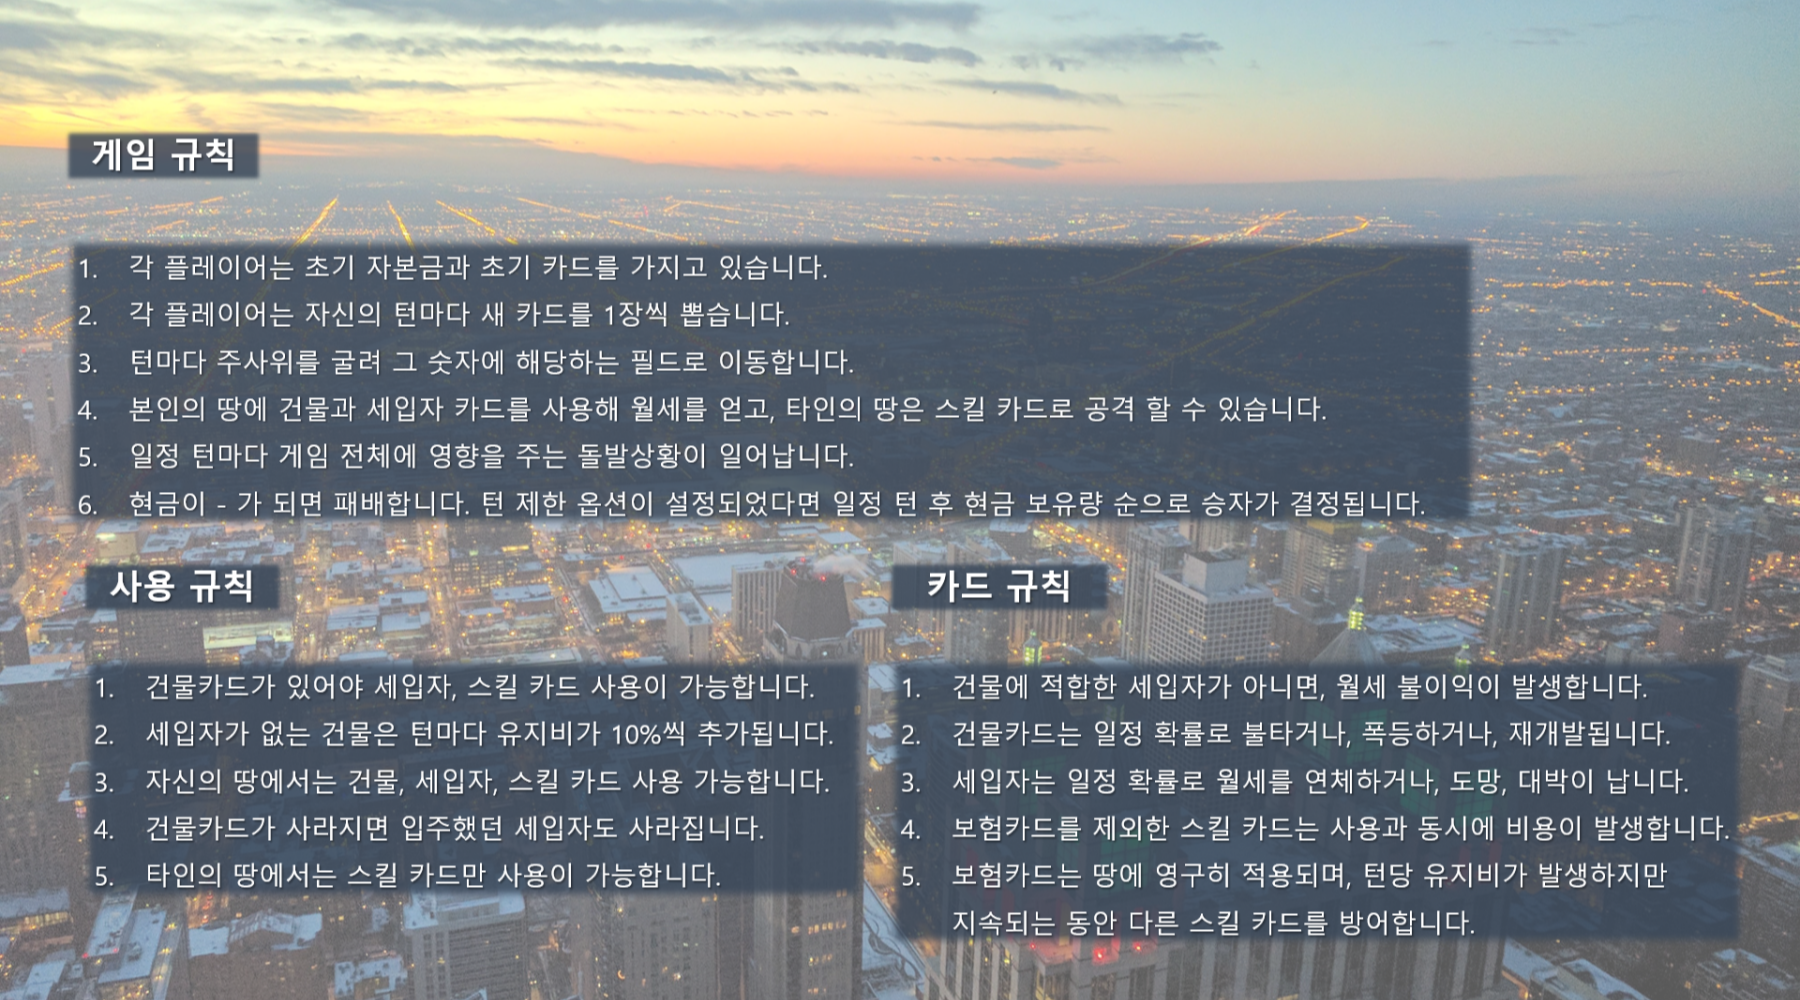 게임 규칙
1. 각 플레이어는 초기 자본금과 초기 카드를 가지고 있습니다.
2. 각 플레이어는 자신의 턴마다 새 카드를 1장씩 뽑습니다.
3. 턴마다 주사위를 굴려 그 숫자에 해당하는 필드로 이동합니다.
4. 본인의 땅에 건물과 세입자 카드를 사용해 월세를 얻고, 타인의 땅은 스킬 카드로 공격 할 수 있습니다.
5. 일정 턴마다 게임 전체에 영향을 주는 돌발상황이 일어납니다.
6. 현금이 - 가 되면 패배합니다. 턴 제한 옵션이 설정되었다면 일정 턴 후 현금 보유량 순으로 승자가 결정됩니다.
사용 규칙
1. 건물카드가 있어야 세입자, 스킬 카드 사용이 가능합니다.
2. 세입자가 없는 건물은 턴마다 유지비가 10%씩 추가됩니다.
3. 자신의 땅에서는 건물, 세입자, 스킬 카드 사용 가능합니다.
4. 건물카드가 사라지면 입주했던 세입자도 사라집니다.
5. 타인의 땅에서는 스킬 카드만 사용이 가능합니다.
카드 규칙
1. 건물에 적합한 세입자가 아니면, 월세 불이익이 발생합니다.
2. 건물카드는 일정 확률로 불타거나, 폭등하거나, 재개발됩니다.
3. 세입자는 일정 확률로 월세를 연체하거나, 도망, 대박이 납니다.
4. 보험카드를 제외한 스킬 카드는 사용과 동시에 비용이 발생합니다.
5. 보험카드는 땅에 영구히 적용되며, 턴당 유지비가 발생하지만
지속되는 동안 다른 스킬 카드를 방어합니다.